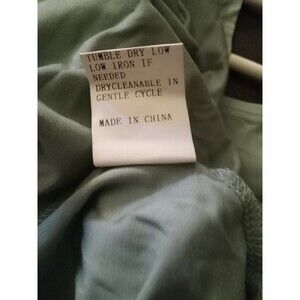 TUMBLE DRY LOW
LOW IRON IF
NEEDED
DRYCLEANABLE IN
GENTLE CYCLE
MADE IN CHINA